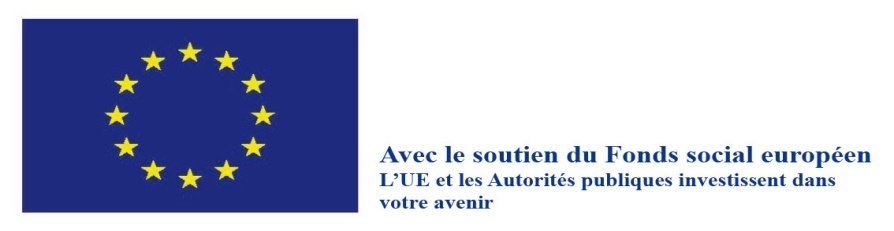 Avec le soutien du Fonds social européen
L’UE et les Autorités publiques investissent dans
votre avenir